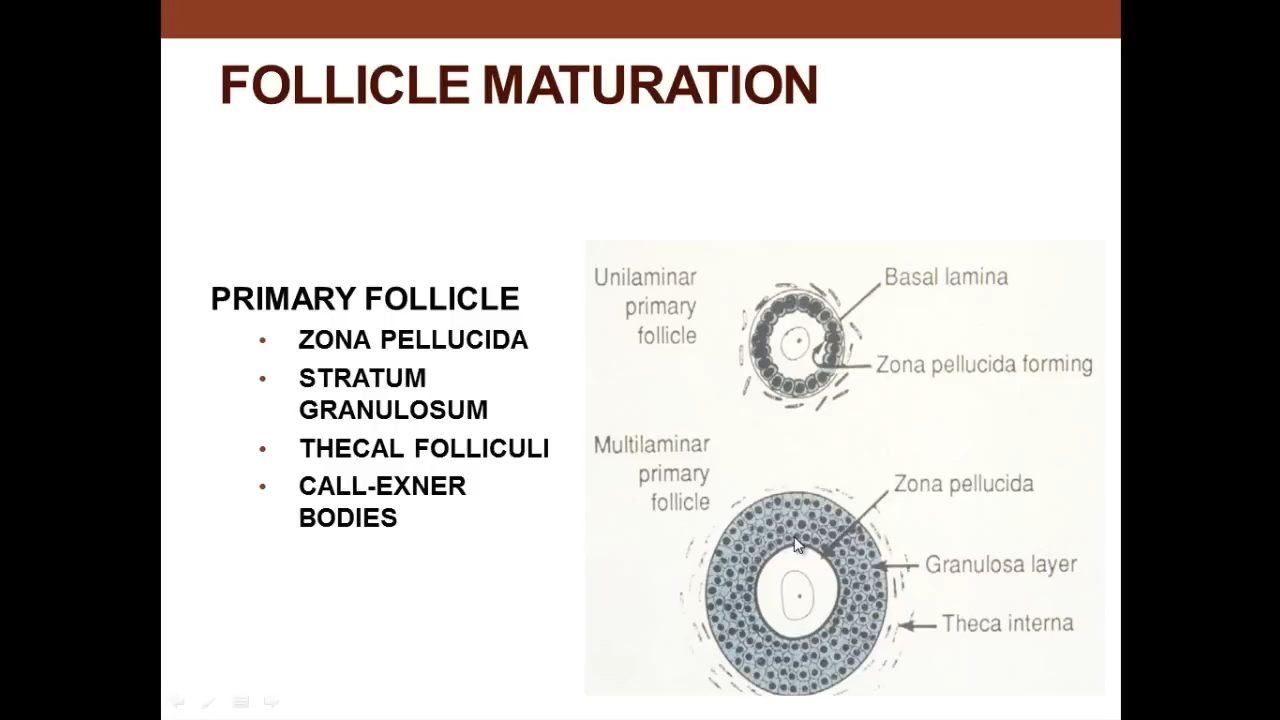 FOLLICLE MATURATION
PRIMARY FOLLICLE
• ZONA PELLUCIDA
• STRATUM
GRANULOSUM
• THECAL FOLLICULI
• CALL-EXNER
BODIES
Unilaminar
primary
follicle
Basal lamina
Zona pellucida forming
Multilaminar
primary
follicle
Zona pellucida
Granulosa layer
Theca interna